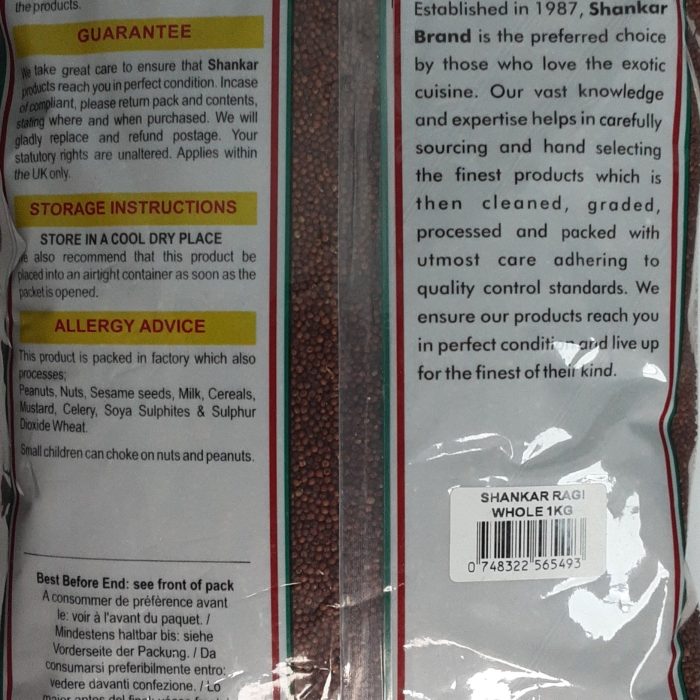 the products.
GUARANTEE
We take great care to ensure that Shankar
products reach you in perfect condition. Incase
of compliant, please return pack and contents,
stating where and when purchased. We will
gladly replace and refund postage. Your
statutory rights are unaltered. Applies within
the UK only.
STORAGE INSTRUCTIONS
STORE IN A COOL DRY PLACE
We also recommend that this product be
placed into an airtight container as soon as the
packet is opened.
ALLERGY ADVICE
This product is packed in factory which also
processes;
Peanuts, Nuts, Sesame seeds, Milk, Cereals,
Mustard, Celery, Soya Sulphites & Sulphur
Dioxide Wheat.
Small children can choke on nuts and peanuts.
Best Before End: see front of pack
A consommer de préférence avant
le: voir à l'avant du paquet. /
Mindestens haltbar bis: siehe
Vorderseite der Packung. / Da
consumarsi preferibilmente entro:
vedere davanti confezione. / Lo
Established in 1987, Shankar
Brand is the preferred choice
by those who love the exotic
cuisine. Our vast knowledge
and expertise helps in carefully
sourcing and hand selecting
the finest products which is
then cleaned, graded,
processed and packed with
utmost care adhering to
quality control standards. We
ensure our products reach you
in perfect condition and live up
for the finest of their kind.
SHANKAR RAGI
WHOLE 1KG
0 748322 565493